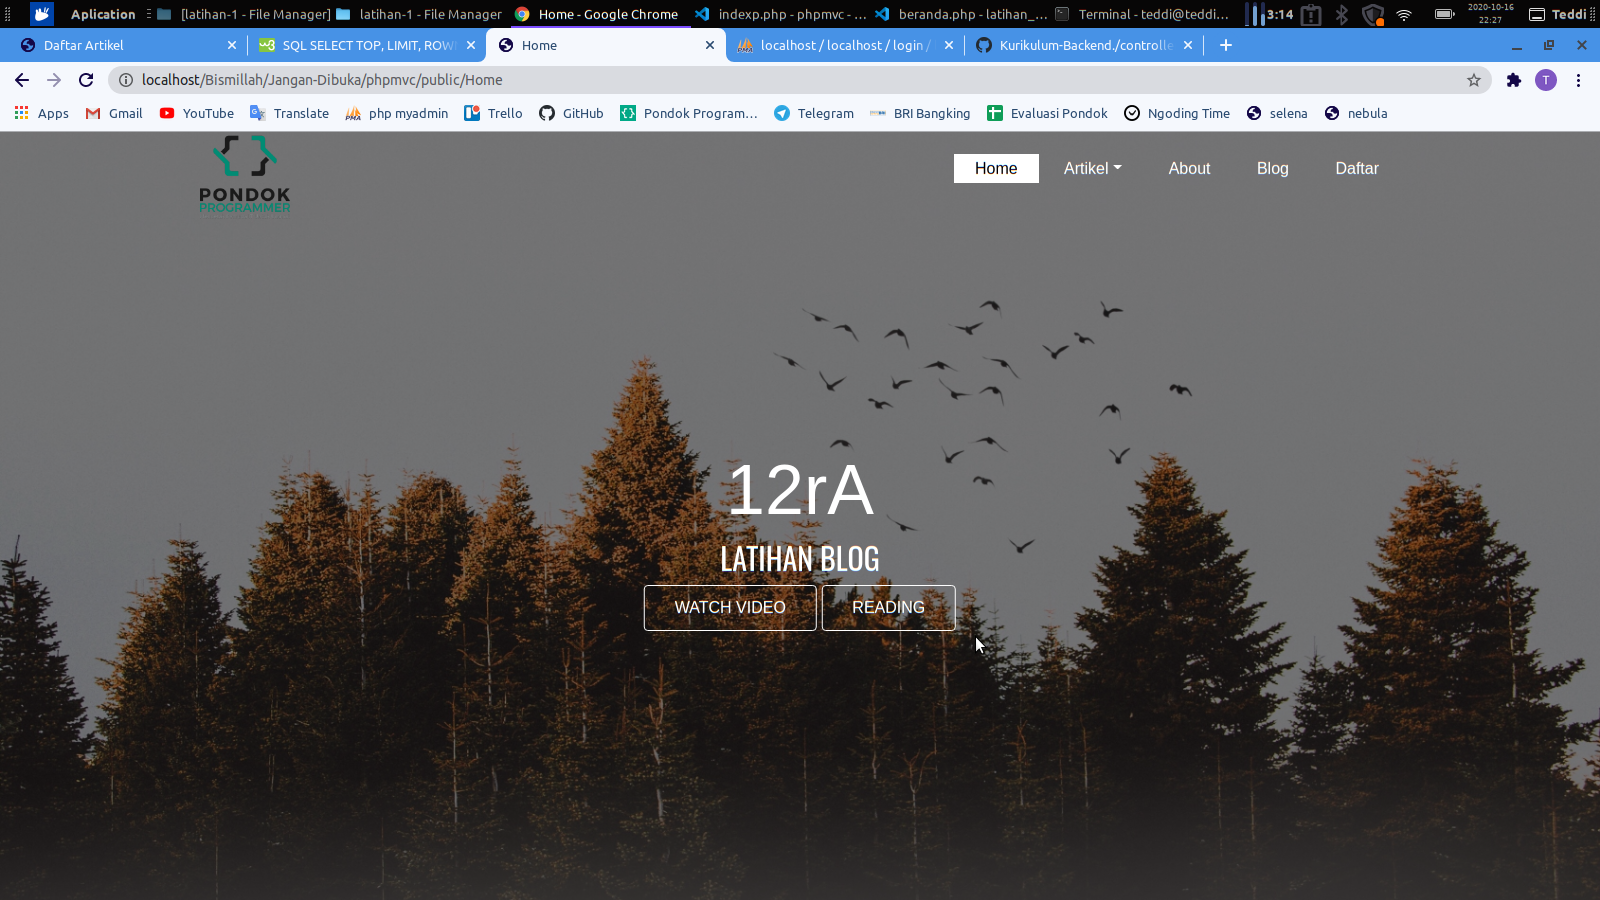 Aplication
[latihan-1 - File Manager]
latihan-1 - File Manager
Home - Google Chrome
indexp.php - phpmvc - ...
beranda.php - latihan_...
Terminal - teddi@teddi...
3:14
2020-10-16
22:27
Teddi
Daftar Artikel
SQL SELECT TOP, LIMIT, ROWN
Home
localhost / localhost / login /
Kurikulum-Backend./controlle
localhost/Bismillah/Jangan-Dibuka/phpmvc/public/Home
T
Apps
Gmail
YouTube
Translate
php myadmin
Trello
GitHub
Pondok Program...
Telegram
BRI Bangking
Evaluasi Pondok
Ngoding Time
selena
nebula
PONDOK
PROGRAMMER
Home
Artikel
About
Blog
Daftar
12rA
LATIHAN BLOG
WATCH VIDEO
READING